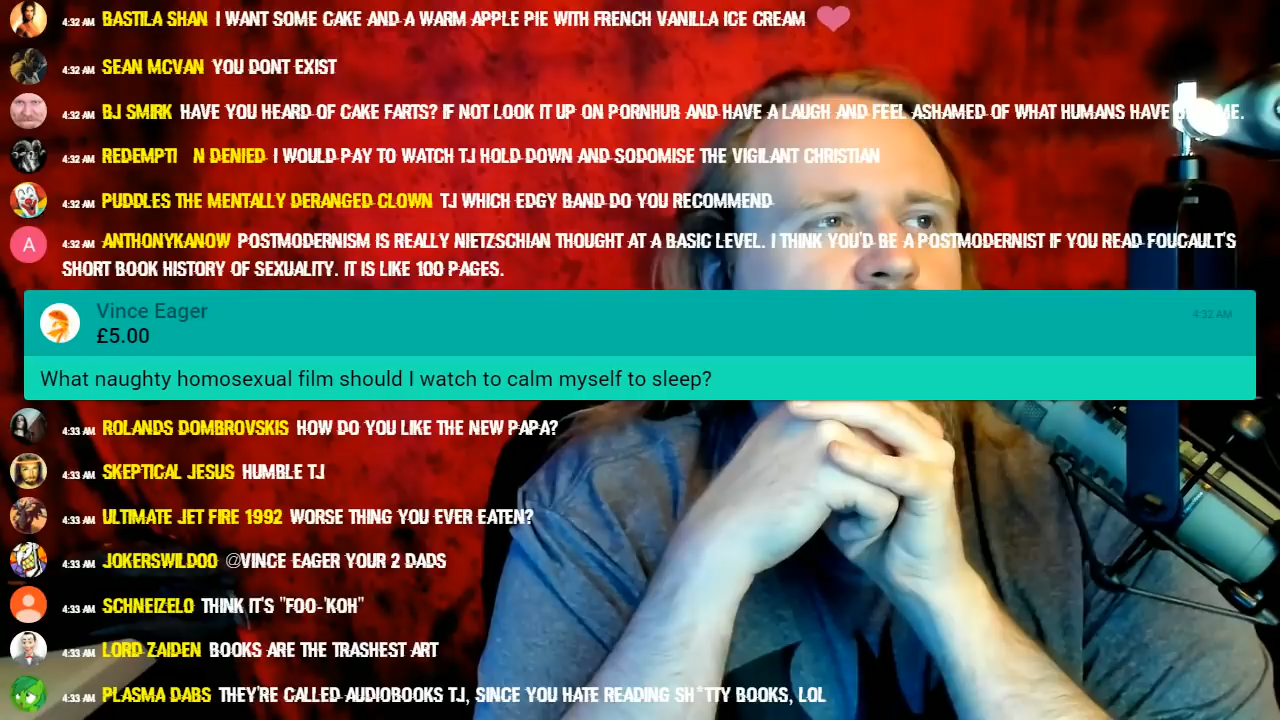 4:32 AM BASTILA SHAN I WANT SOME CAKE AND A WARM APPLE PIE WITH FRENCH VANILLA ICE CREAM
4:32 AM SEAN MCVAN YOU DONT EXIST
4:32 AM BJ SMIRK HAVE YOU HEARD OF CAKE FARTS? IF NOT LOOK IT UP ON PORNHUB AND HAVE A LAUGH AND FEEL ASHAMED OF WHAT HUMANS HAVE
4:32 AM REDEMPTI N DENIED I WOULD PAY TO WATCH TJ HOLD DOWN AND SODOMISE THE VIGILANT CHRISTIAN
4:32 AM PUDDLES THE MENTALLY DERANGED CLOWN TJ WHICH EDGY BAND DO YOU RECOMMEND
A
4:32 AM ANTHONYKANOW POSTMODERNISM IS REALLY NIETZSCHIAN THOUGHT AT A BASIC LEVEL. I THINK YOU'D BE A POSTMODERNIST IF YOU READ FOUCAULT'S
SHORT BOOK HISTORY OF SEXUALITY. IT IS LIKE 100 PAGES.
Vince Eager 4:32 AM
£5.00
What naughty homosexual film should I watch to calm myself to sleep?
4:33 AM ROLANDS DOMBROVSKIS HOW DO YOU LIKE THE NEW PAPA?
4:33 AM SKEPTICAL JESUS HUMBLE TJ
4:33 AM ULTIMATE JET FIRE 1992 WORSE THING YOU EVER EATEN?
4:33 AM JOKERSWILDOO @VINCE EAGER YOUR 2 DADS
4:33 AM SCHNEIZELO THINK IT'S "FOO-'KOH"
4:33 AM LORD ZAIDEN BOOKS ARE THE TRASHEST ART
4:33 AM PLASMA DABS THEY'RE CALLED AUDIOBOOKS TJ, SINCE YOU HATE READING SH*TTY BOOKS, LOL